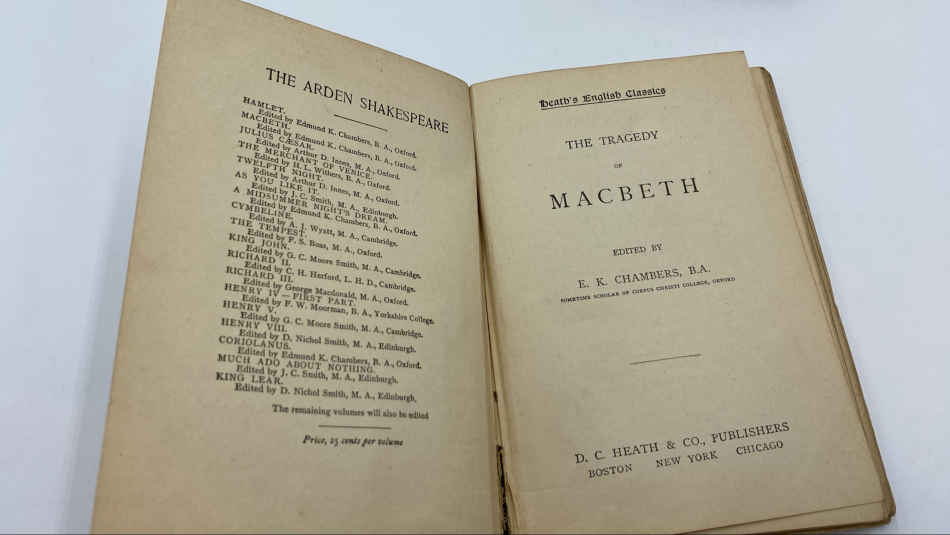 THE ARDEN SHAKESPEARE
HAMLET.
Edited by Edmund K. Chambers, B. A., Oxford.
MACBETH.
Edited by Edmund K. Chambers, B. A., Oxford.
JULIUS CÆSAR.
Edited by Arthur D. Innes, M. A., Oxford.
THE MERCHANT OF VENICE.
Edited by H. L. Withers, B. A., Oxford.
TWELFTH NIGHT.
Edited by Arthur D. Innes, M. A., Oxford.
AS YOU LIKE IT.
Edited by J. C. Smith, M. A., Edinburgh.
A MIDSUMMER NIGHT'S DREAM.
Edited by Edmund K. Chambers, B. A., Oxford.
CYMBELINE.
Edited by A. J. Wyatt, M. A., Cambridge.
THE TEMPEST.
Edited by F. S. Boas, M. A., Oxford.
KING JOHN.
Edited by G. C. Moore Smith, M. A., Cambridge.
RICHARD II.
Edited by C. H. Herford, L. H. D., Cambridge.
RICHARD III.
Edited by George Macdonald, M. A., Oxford.
HENRY IV — FIRST PART.
Edited by F. W. Moorman, B. A., Yorkshire College.
HENRY V.
Edited by G. C. Moore Smith, M. A., Cambridge.
HENRY VIII.
Edited by D. Nichol Smith, M. A., Edinburgh.
CORIOLANUS.
Edited by Edmund K. Chambers, B. A., Oxford.
MUCH ADO ABOUT NOTHING.
Edited by J. C. Smith, M. A., Edinburgh.
KING LEAR.
Edited by D. Nichol Smith, M. A., Edinburgh.
The remaining volumes will also be edited
Price, 25 cents per volume
Heath's English Classics
THE TRAGEDY
OF
MACBETH
EDITED BY
E. K. CHAMBERS, B.A.
SOMETIME SCHOLAR OF CORPUS CHRISTI COLLEGE, OXFORD
D. C. HEATH & CO., PUBLISHERS
BOSTON NEW YORK CHICAGO